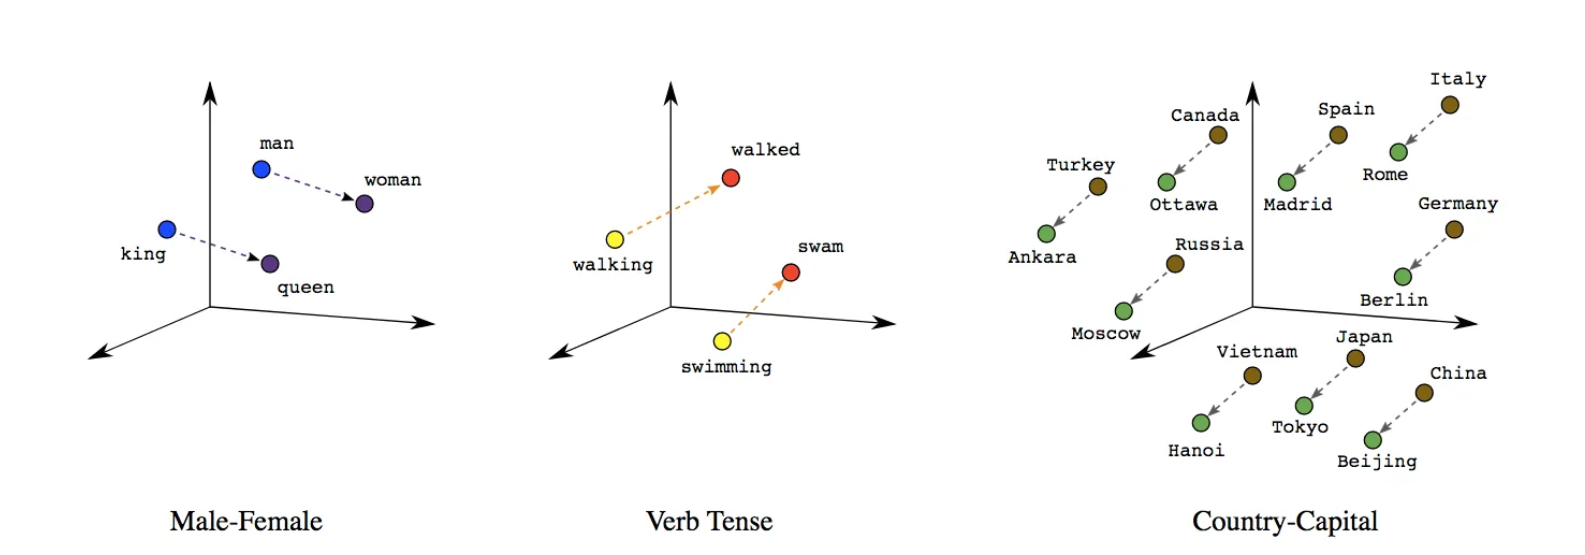 man
woman
king
queen
Male-Female
walked
walking
swam
swimming
Verb Tense
Italy
Canada
Spain
Turkey
Rome
Ottawa
Madrid
Germany
Ankara
Russia
Berlin
Moscow
Japan
Vietnam
China
Tokyo
Hanoi
Beijing
Country-Capital